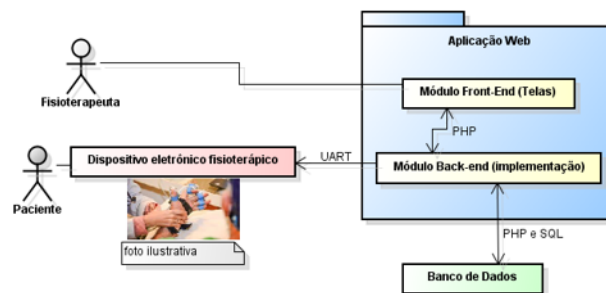 Aplicação Web
Fisioterapeuta
Módulo Front-End (Telas)
PHP
Dispositivo eletrónico fisioterápico
UART
Módulo Back-end (implementação)
Paciente
foto ilustrativa
PHP e SQL
Banco de Dados